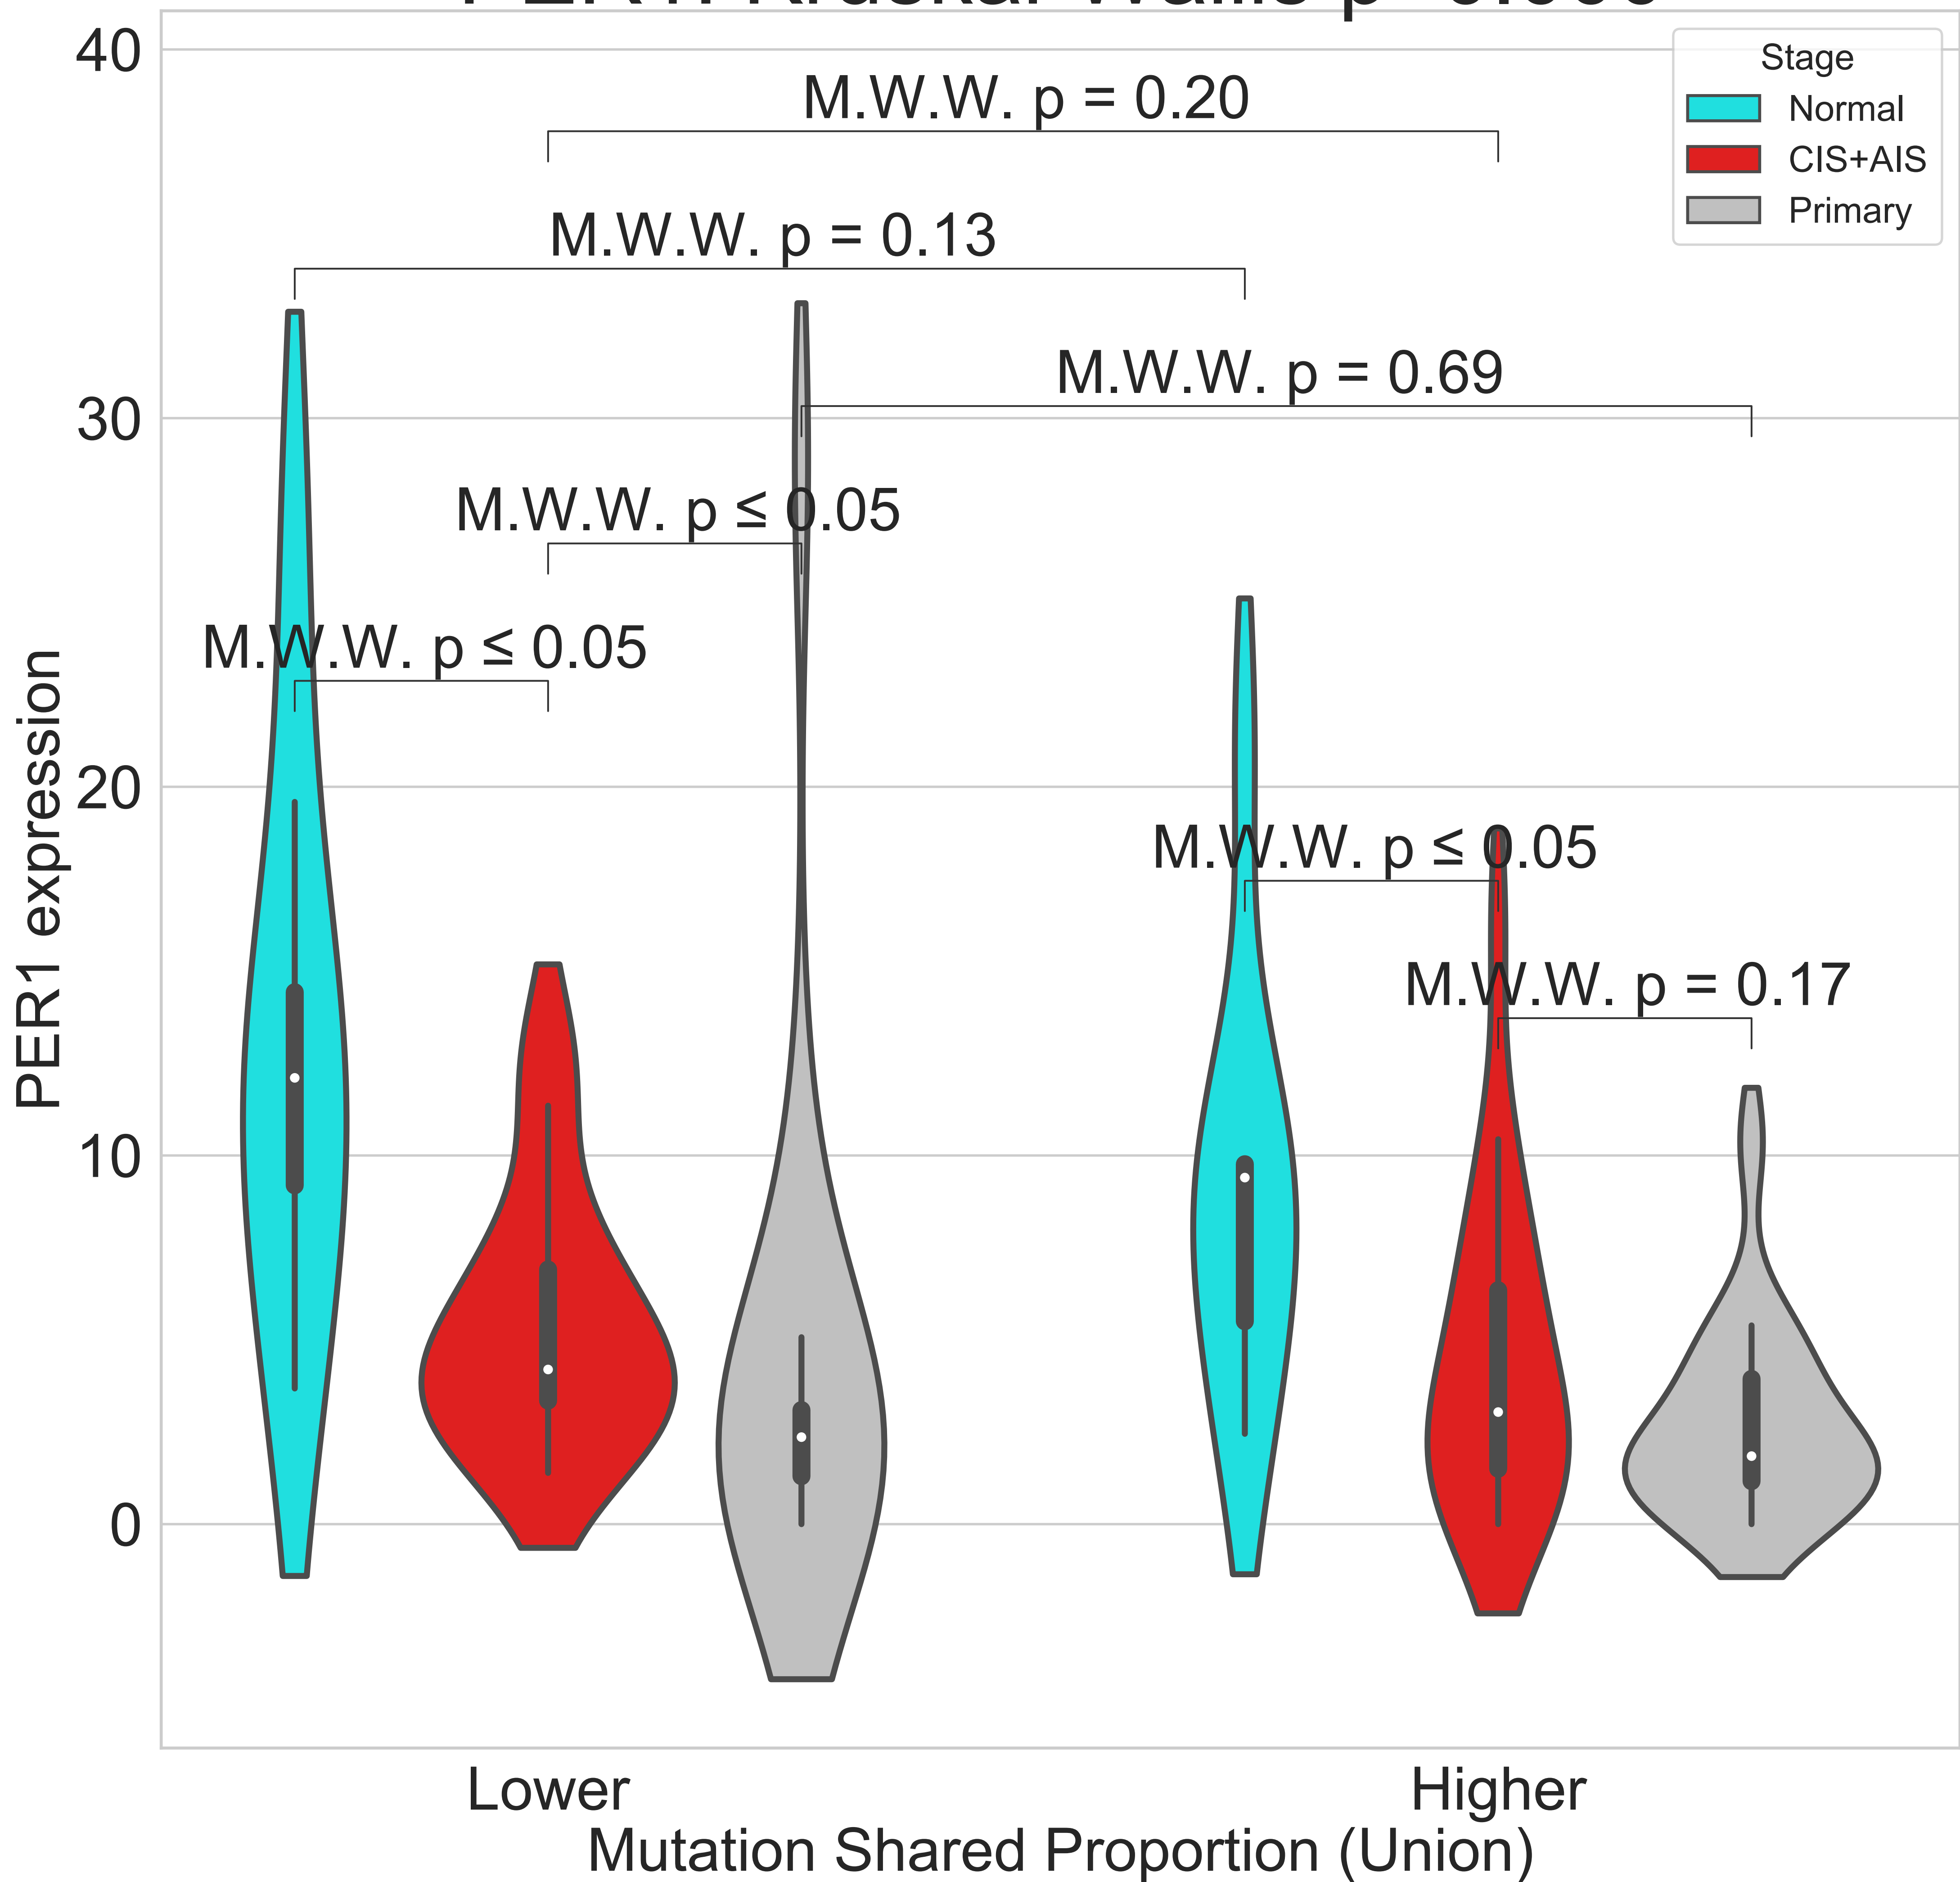 40
Stage
Normal
CIS+AIS
Primary
M.W.W. p = 0.20
M.W.W. p = 0.13
M.W.W. p = 0.69
30
M.W.W. p ≤ 0.05
M.W.W. p ≤ 0.05
20
M.W.W. p ≤ 0.05
M.W.W. p = 0.17
10
0
PER1 expression
Lower
Higher
Mutation Shared Proportion (Union)